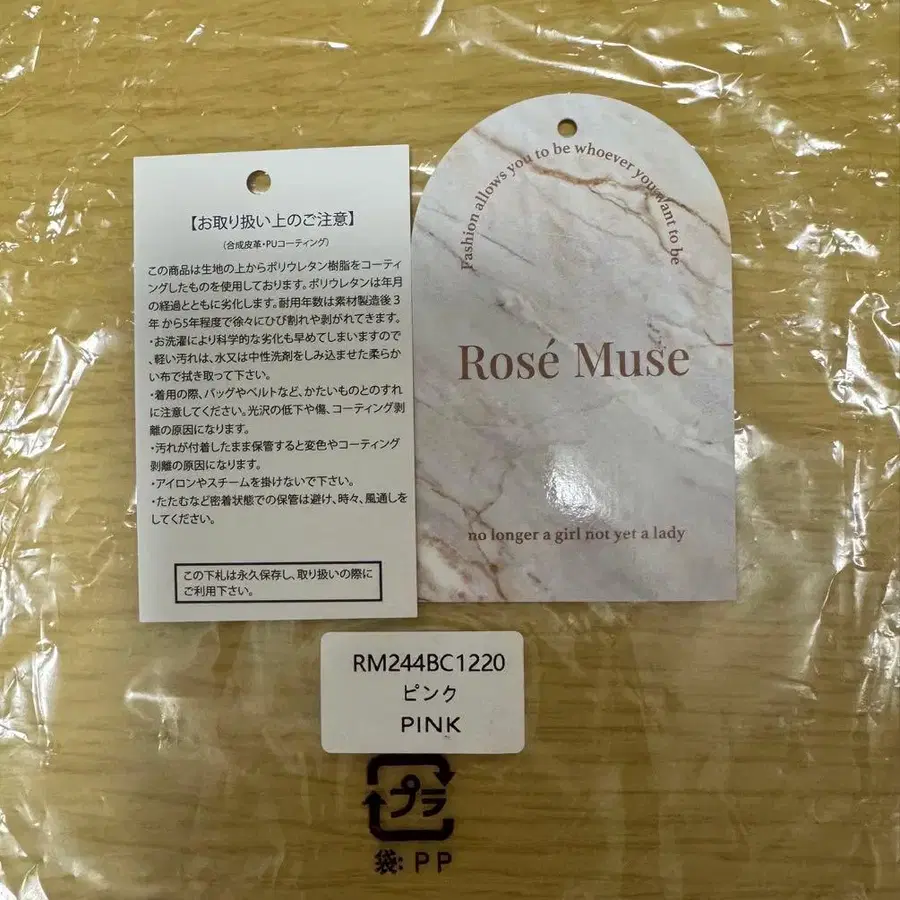 【お取り扱い上のご注意】
(合成皮革・PUコーティング)
この商品は生地の上からポリウレタン樹脂をコーティ
ングしたものを使用しております。ポリウレタンは年月
の経過とともに劣化します。耐用年数は素材製造後3
年から5年程度で徐々にひび割れや剥がれてきます。
・お洗濯により科学的な劣化も早めてしまいますので、
軽い汚れは、水又は中性洗剤をしみ込ませた柔らか
い布で拭き取って下さい。
・着用の際、バッグやベルトなど、かたいものとのすれ
に注意してください。光沢の低下や傷、コーティング剥
離の原因になります。
・汚れが付着したまま保管すると変色やコーティング
剥離の原因になります。
・アイロンやスチームを掛けないで下さい。
・たたむなど密着状態での保管は避け、時々、風通しを
してください。
この下札は永久保存し、取り扱いの際に
ご利用下さい。
Fashion allows you to be whoever you want to be
Rosé Muse
no longer a girl not yet a lady
RM244BC1220
ピンク
PINK
プラ
袋:PP